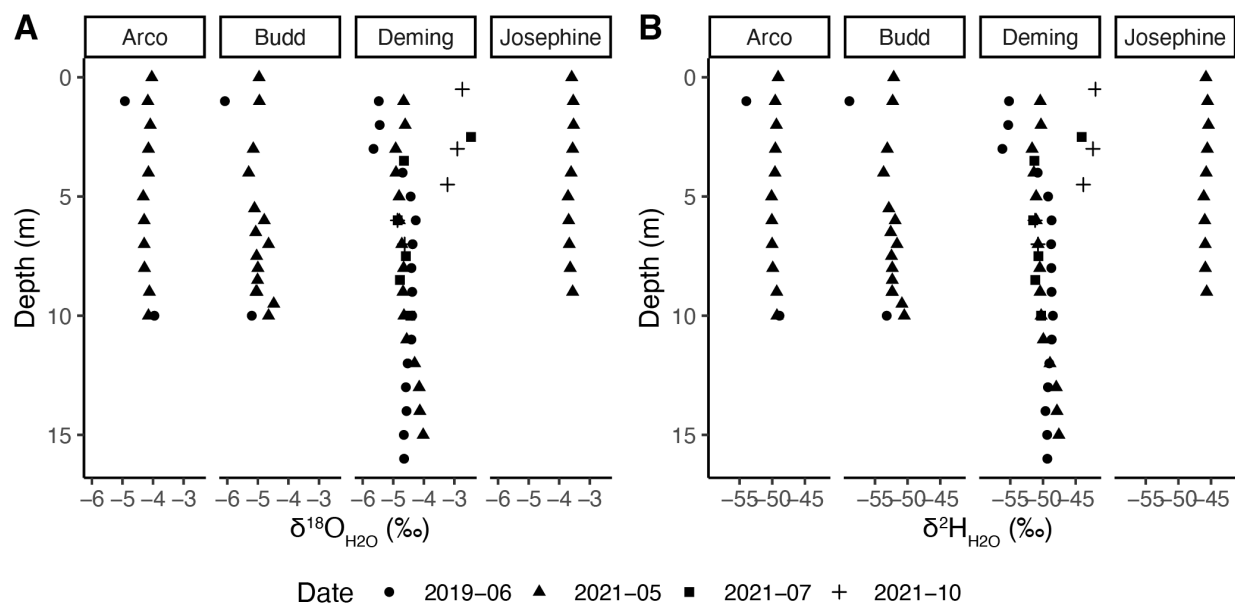 A
B
Arco Budd Deming Josephine
Arco Budd Deming Josephine
Depth (m)
0
5
10
15
−6 −5 −4 −3 −6 −5 −4 −3 −6 −5 −4 −3 −6 −5 −4 −3
δ¹⁸O_H2O (‰)
Depth (m)
0
5
10
15
−55−50−45 −55−50−45 −55−50−45 −55−50−45
δ²H_H2O (‰)
Date 2019−06 2021−05 2021−07 2021−10